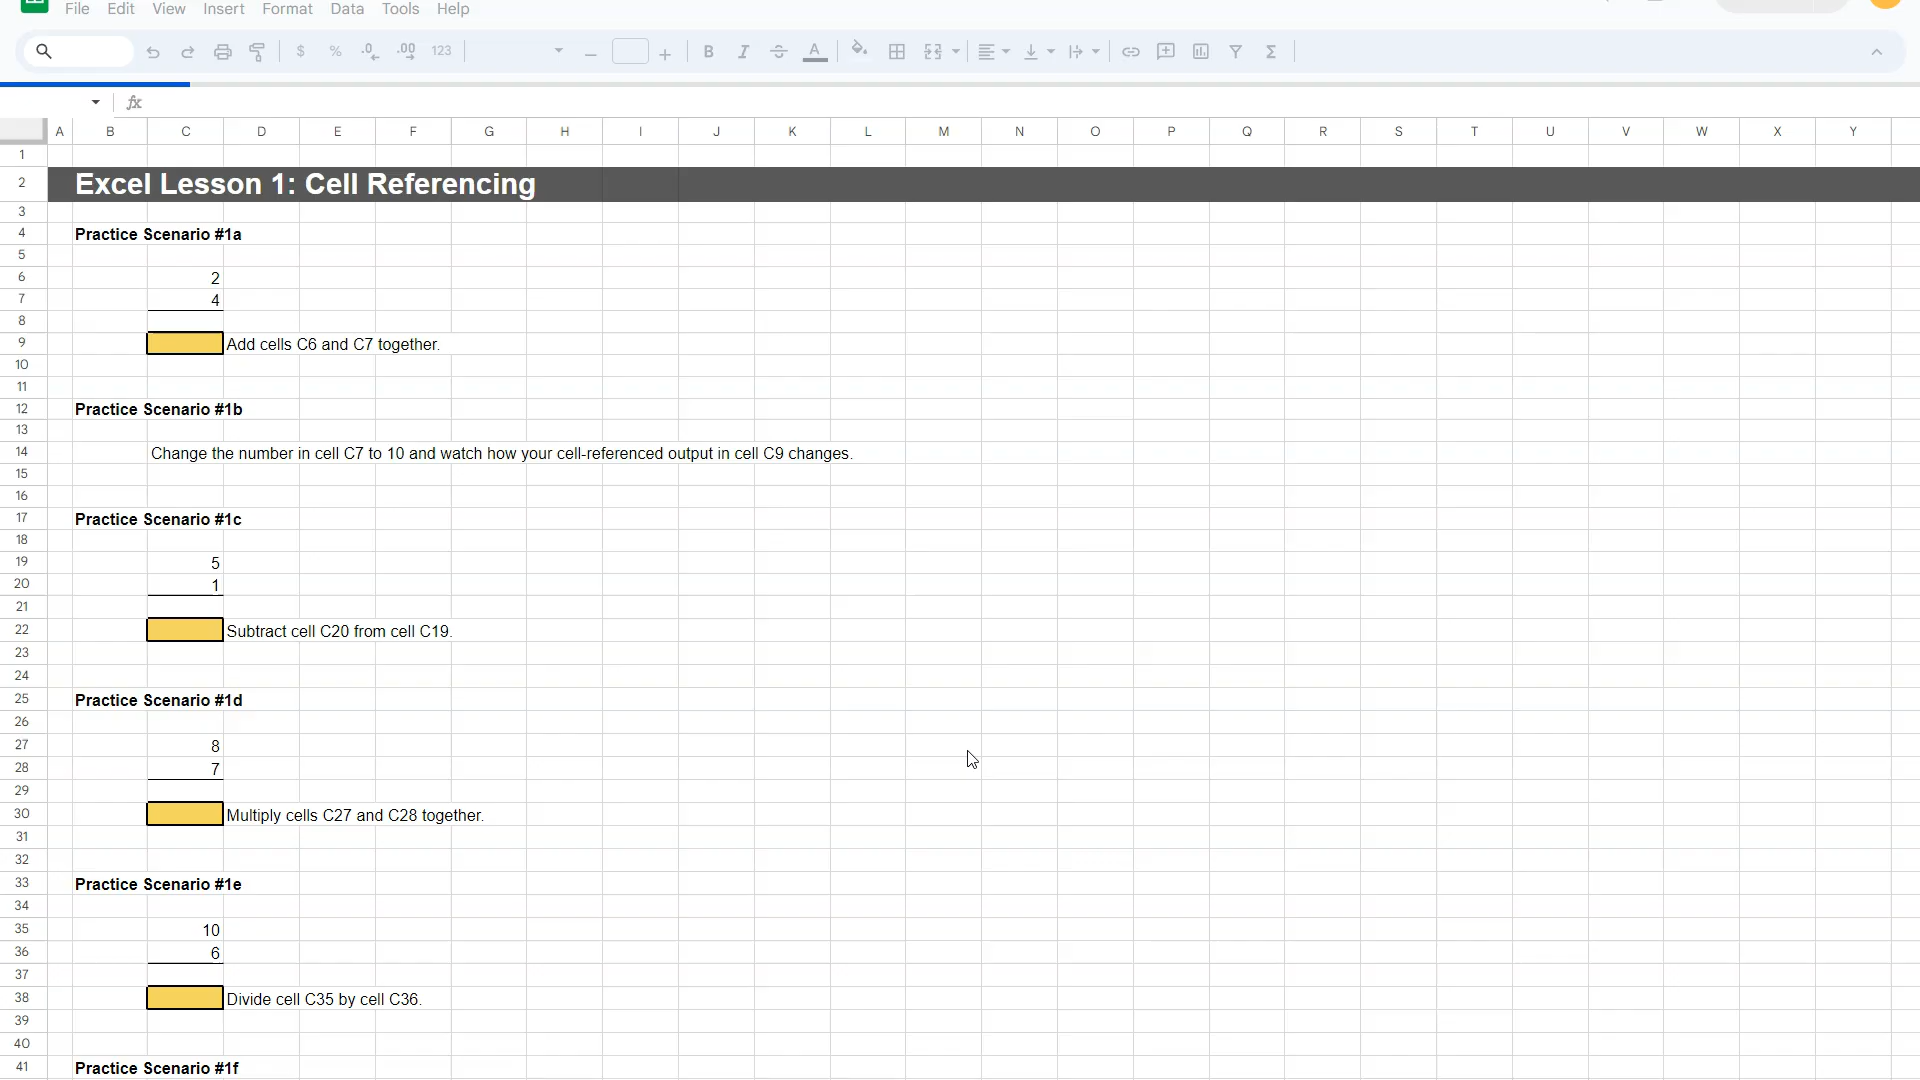 File Edit View Insert Format Data Tools Help
$ % .0 .00 123 B I S A Σ
fx
A B C D E F G H I J K L M N O P Q R S T U V W X Y
1
2 Excel Lesson 1: Cell Referencing
3
4 Practice Scenario #1a
5
6 2
7 4
8
9 Add cells C6 and C7 together.
10
11
12 Practice Scenario #1b
13
14 Change the number in cell C7 to 10 and watch how your cell-referenced output in cell C9 changes.
15
16
17 Practice Scenario #1c
18
19 5
20 1
21
22 Subtract cell C20 from cell C19.
23
24
25 Practice Scenario #1d
26
27 8
28 7
29
30 Multiply cells C27 and C28 together.
31
32
33 Practice Scenario #1e
34
35 10
36 6
37
38 Divide cell C35 by cell C36.
39
40
41 Practice Scenario #1f